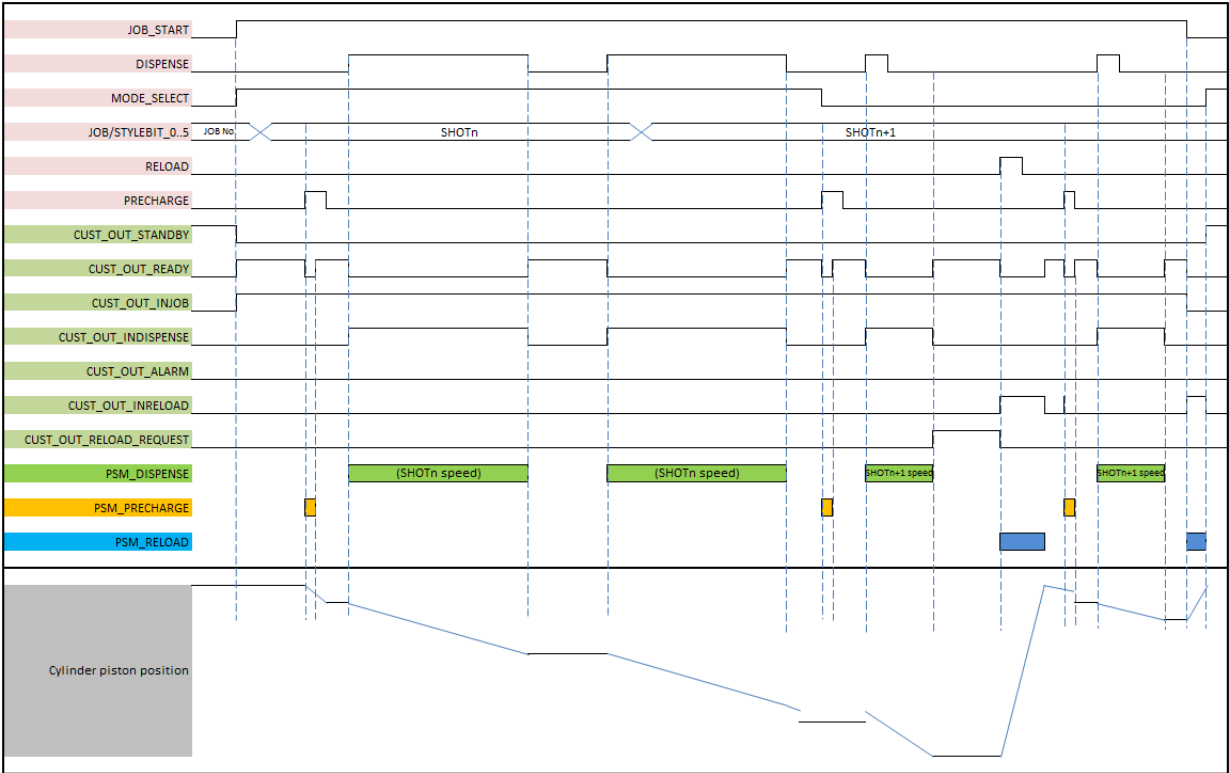 JOB_START
DISPENSE
MODE_SELECT
JOB/STYLEBIT_0..5 JOB No. SHOTn SHOTn+1
RELOAD
PRECHARGE
CUST_OUT_STANDBY
CUST_OUT_READY
CUST_OUT_INJOB
CUST_OUT_INDISPENSE
CUST_OUT_ALARM
CUST_OUT_INRELOAD
CUST_OUT_RELOAD_REQUEST
PSM_DISPENSE (SHOTn speed) (SHOTn speed) SHOTn+1 speed) SHOTn+1 speed)
PSM_PRECHARGE
PSM_RELOAD
Cylinder piston position